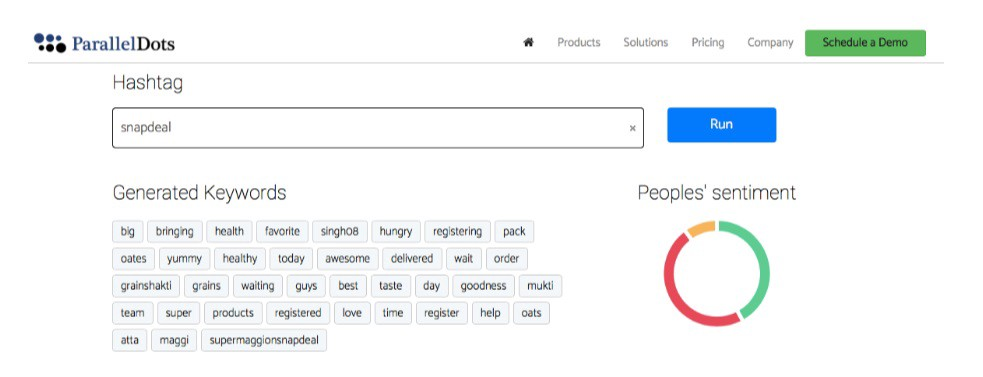 ParallelDots Products Solutions Pricing Company Schedule a Demo
Hashtag
snapdeal × Run
Generated Keywords Peoples' sentiment
big bringing health favorite singh08 hungry registering pack
oates yummy healthy today awesome delivered wait order
grainshakti grains waiting guys best taste day goodness mukti
team super products registered love time register help oats
atta maggi supermaggionsnapdeal